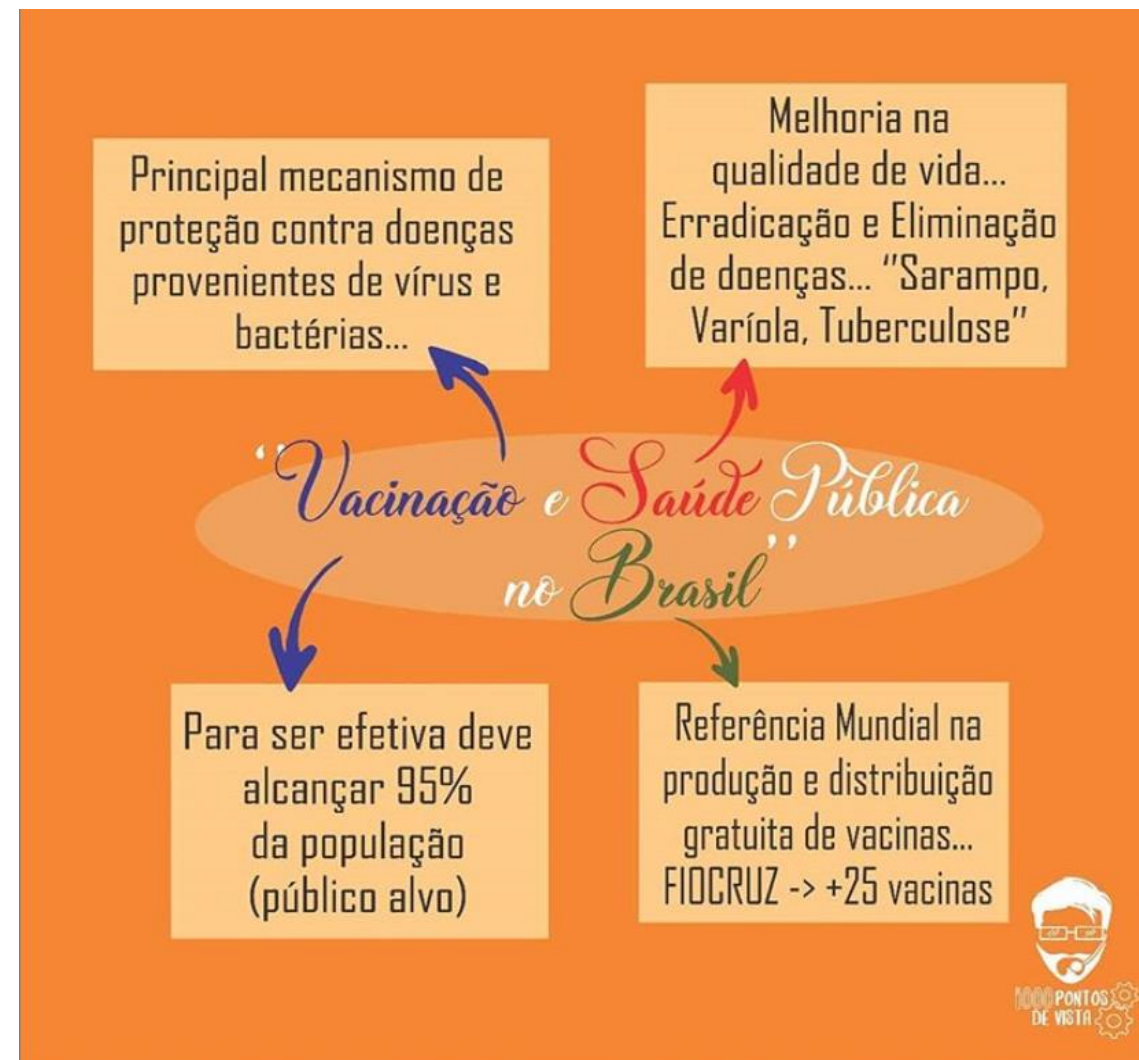 Principal mecanismo de
proteção contra doenças
provenientes de vírus e
bactérias...
Melhoria na
qualidade de vida...
Erradicação e Eliminação
de doenças... "Sarampo,
Varíola, Tuberculose"
‘‘Vacinação e Saúde Pública
no Brasil’’
Para ser efetiva deve
alcançar 95%
da população
(público alvo)
Referência Mundial na
produção e distribuição
gratuita de vacinas...
FIOCRUZ -> +25 vacinas
1000 PONTOS
DE VISTA